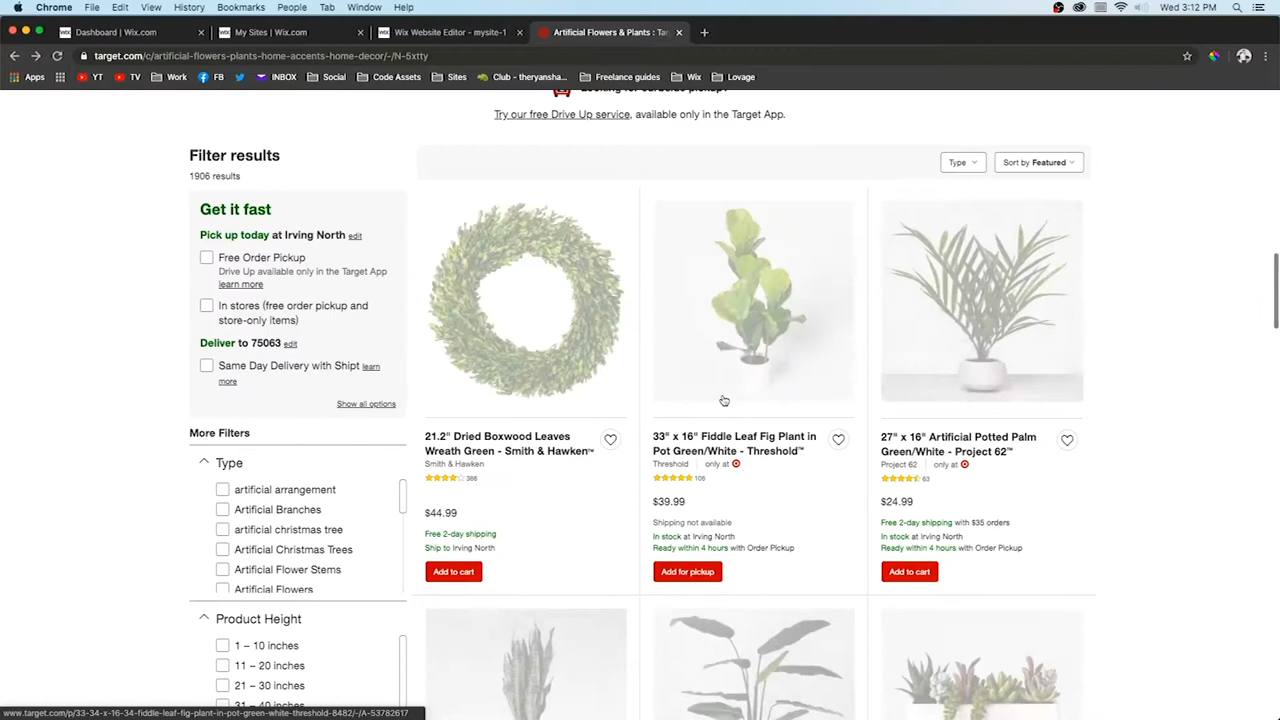 Chrome File Edit View History Bookmarks People Tab Window Help Wed 3:12 PM
Dashboard | Wix.com My Sites | Wix.com Wix Website Editor - mysite-1 Artificial Flowers & Plants : Ta
target.com/c/artificial-flowers-plants-home-accents-home-decor/-/N-5xtty
Apps YT TV Work FB INBOX Social Code Assets Sites Club - theryansha... Freelance guides Wix Lovage
Looking for curbside pickup?
Try our free Drive Up service, available only in the Target App.
Filter results
1906 results
Type
Sort by Featured
Get it fast
Pick up today at Irving North edit
Free Order Pickup
Drive Up available only in the Target App
learn more
In stores (free order pickup and
store-only items)
Deliver to 75063 edit
Same Day Delivery with Shipt learn
more
Show all options
More Filters
Type
artificial arrangement
Artificial Branches
artificial christmas tree
Artificial Christmas Trees
Artificial Flower Stems
Artificial Flowers
Product Height
1 – 10 inches
11 – 20 inches
21 – 30 inches
31 – 40 inches
21.2" Dried Boxwood Leaves
Wreath Green - Smith & Hawken™
Smith & Hawken
386
$44.99
Free 2-day shipping
Ship to Irving North
Add to cart
33" x 16" Fiddle Leaf Fig Plant in
Pot Green/White - Threshold™
Threshold only at
106
$39.99
Shipping not available
In stock at Irving North
Ready within 4 hours with Order Pickup
Add for pickup
27" x 16" Artificial Potted Palm
Green/White - Project 62™
Project 62 only at
63
$24.99
Free 2-day shipping with $35 orders
In stock at Irving North
Ready within 4 hours with Order Pickup
Add to cart
www.target.com/p/33-34-x-16-34-fiddle-leaf-fig-plant-in-pot-green-white-threshold-8482/-/A-53782617